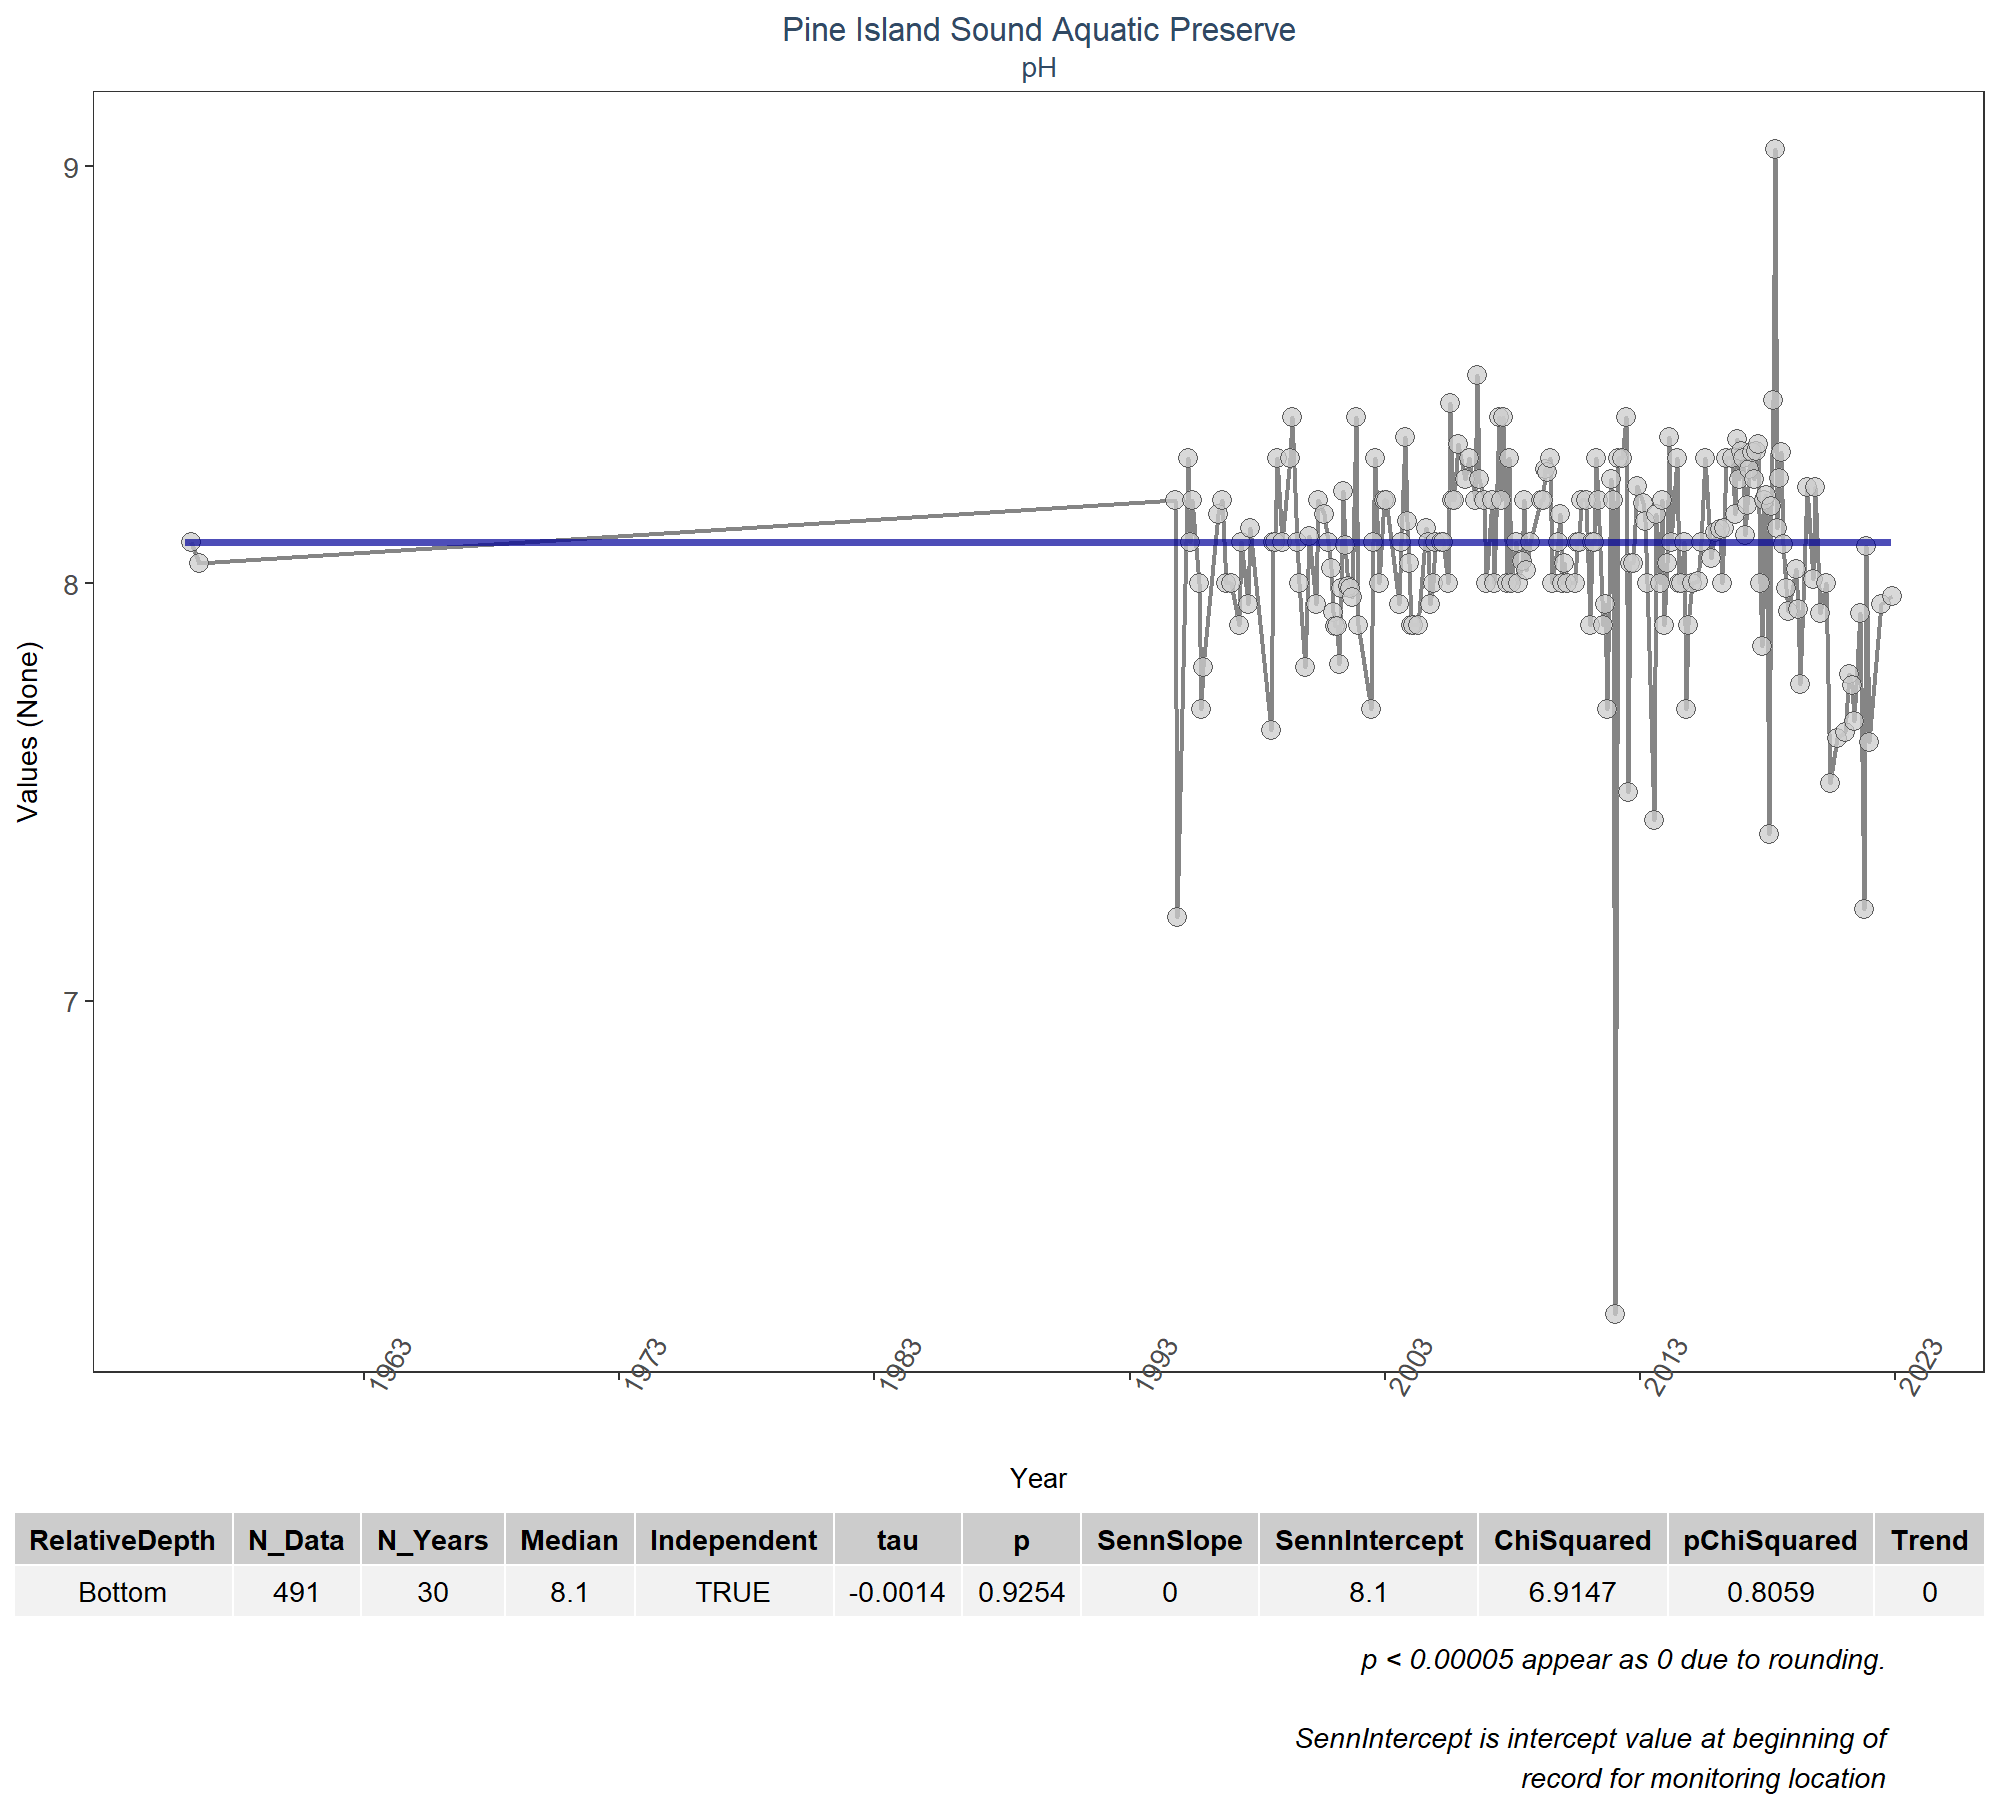 Pine Island Sound Aquatic Preserve
pH
9
8
7
Values (None)
1963
1973
1983
1993
2003
2013
2023
Year
RelativeDepth N_Data N_Years Median Independent tau p SennSlope SennIntercept ChiSquared pChiSquared Trend
Bottom 491 30 8.1 TRUE -0.0014 0.9254 0 8.1 6.9147 0.8059 0
p < 0.00005 appear as 0 due to rounding.
SennIntercept is intercept value at beginning of
record for monitoring location